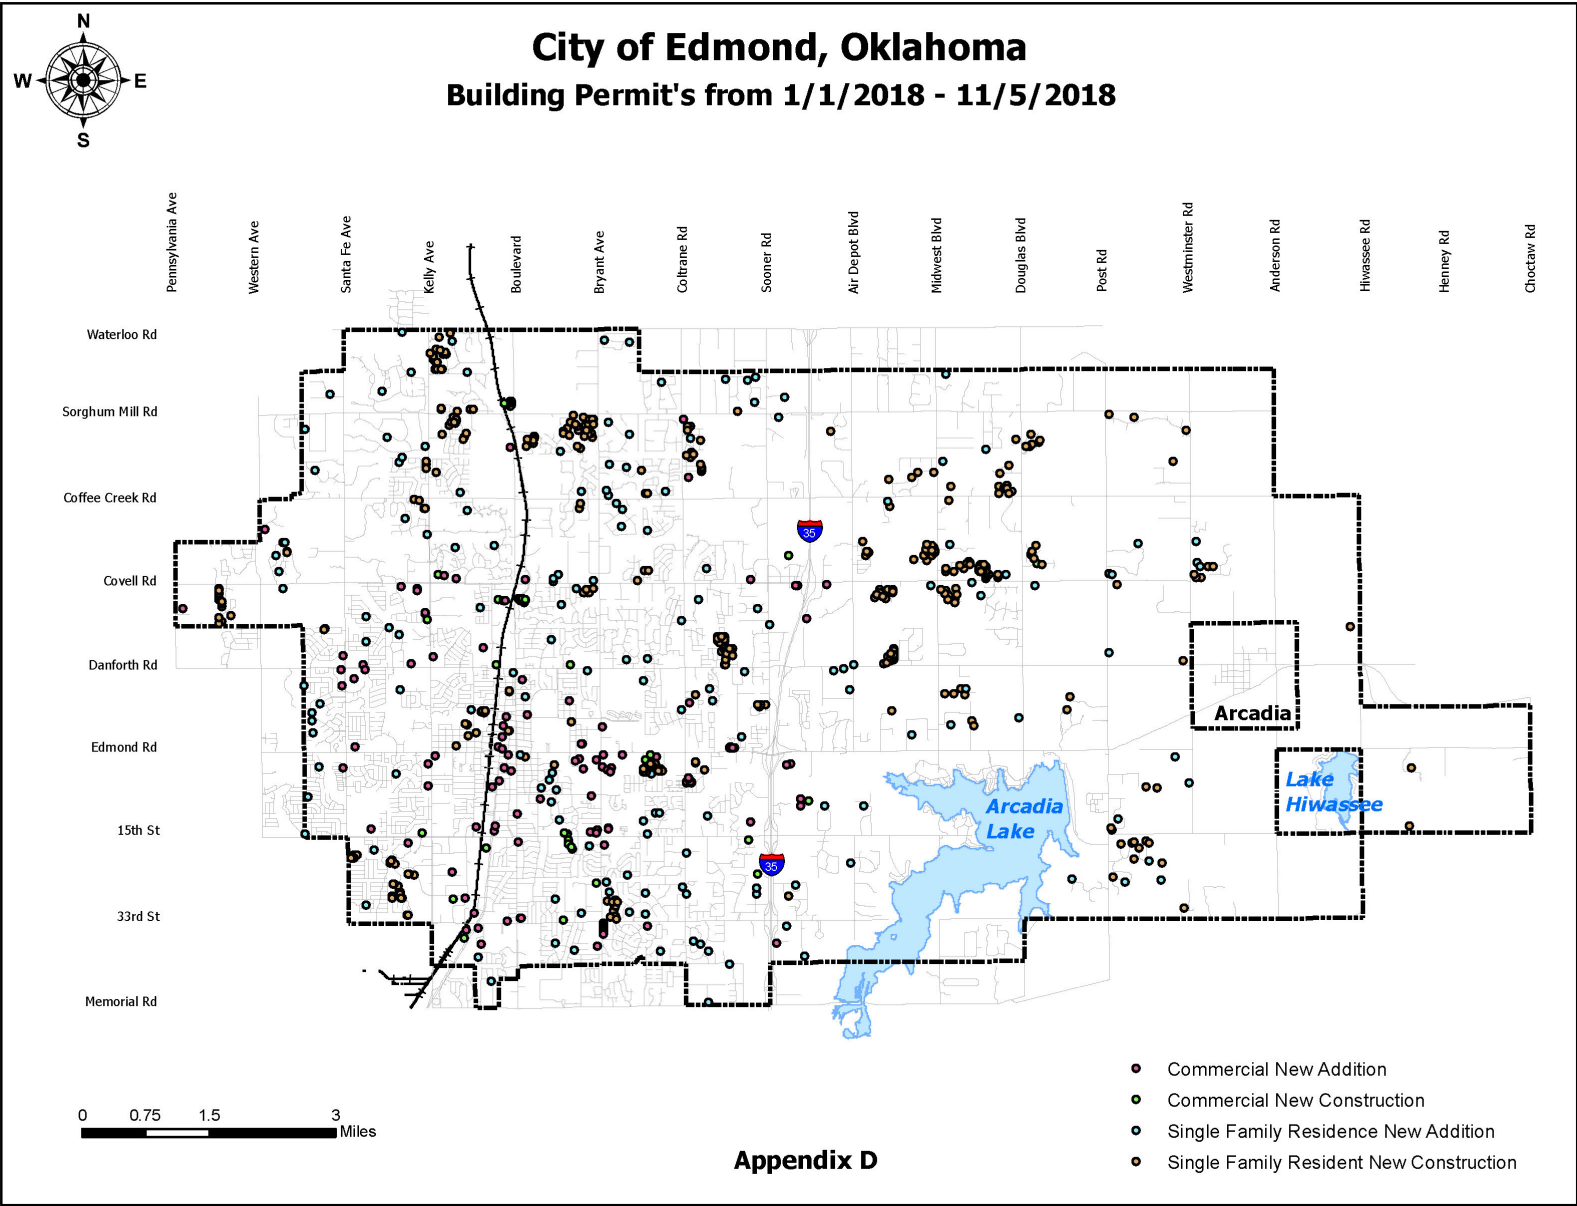 City of Edmond, Oklahoma
Building Permit's from 1/1/2018 - 11/5/2018
N
W
E
S
Pennsylvania Ave
Western Ave
Santa Fe Ave
Kelly Ave
Boulevard
Bryant Ave
Coltrane Rd
Sooner Rd
Air Depot Blvd
Midwest Blvd
Douglas Blvd
Post Rd
Westminster Rd
Anderson Rd
Hiwassee Rd
Henney Rd
Choctaw Rd
Waterloo Rd
Sorghum Mill Rd
Coffee Creek Rd
35
Covell Rd
Danforth Rd
Arcadia
Edmond Rd
Lake
Hiwassee
Arcadia
Lake
15th St
35
33rd St
Memorial Rd
Commercial New Addition
Commercial New Construction
Single Family Residence New Addition
Single Family Resident New Construction
0 0.75 1.5 3
Miles
Appendix D